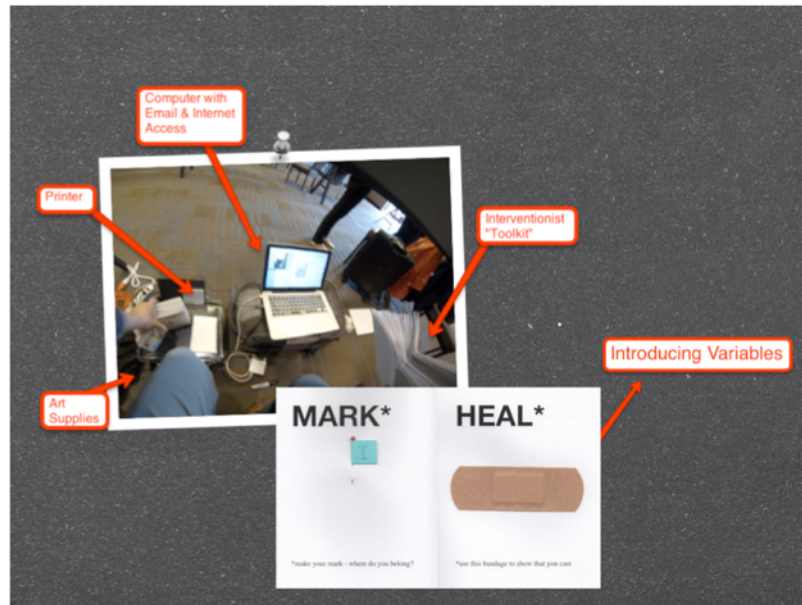 Computer with
Email & Internet
Access
Printer
Interventionist
"Toolkit"
Introducing Variables
Art
Supplies
MARK*
HEAL*
I
*make your mark - where do you belong?
*use this bandage to show that you care